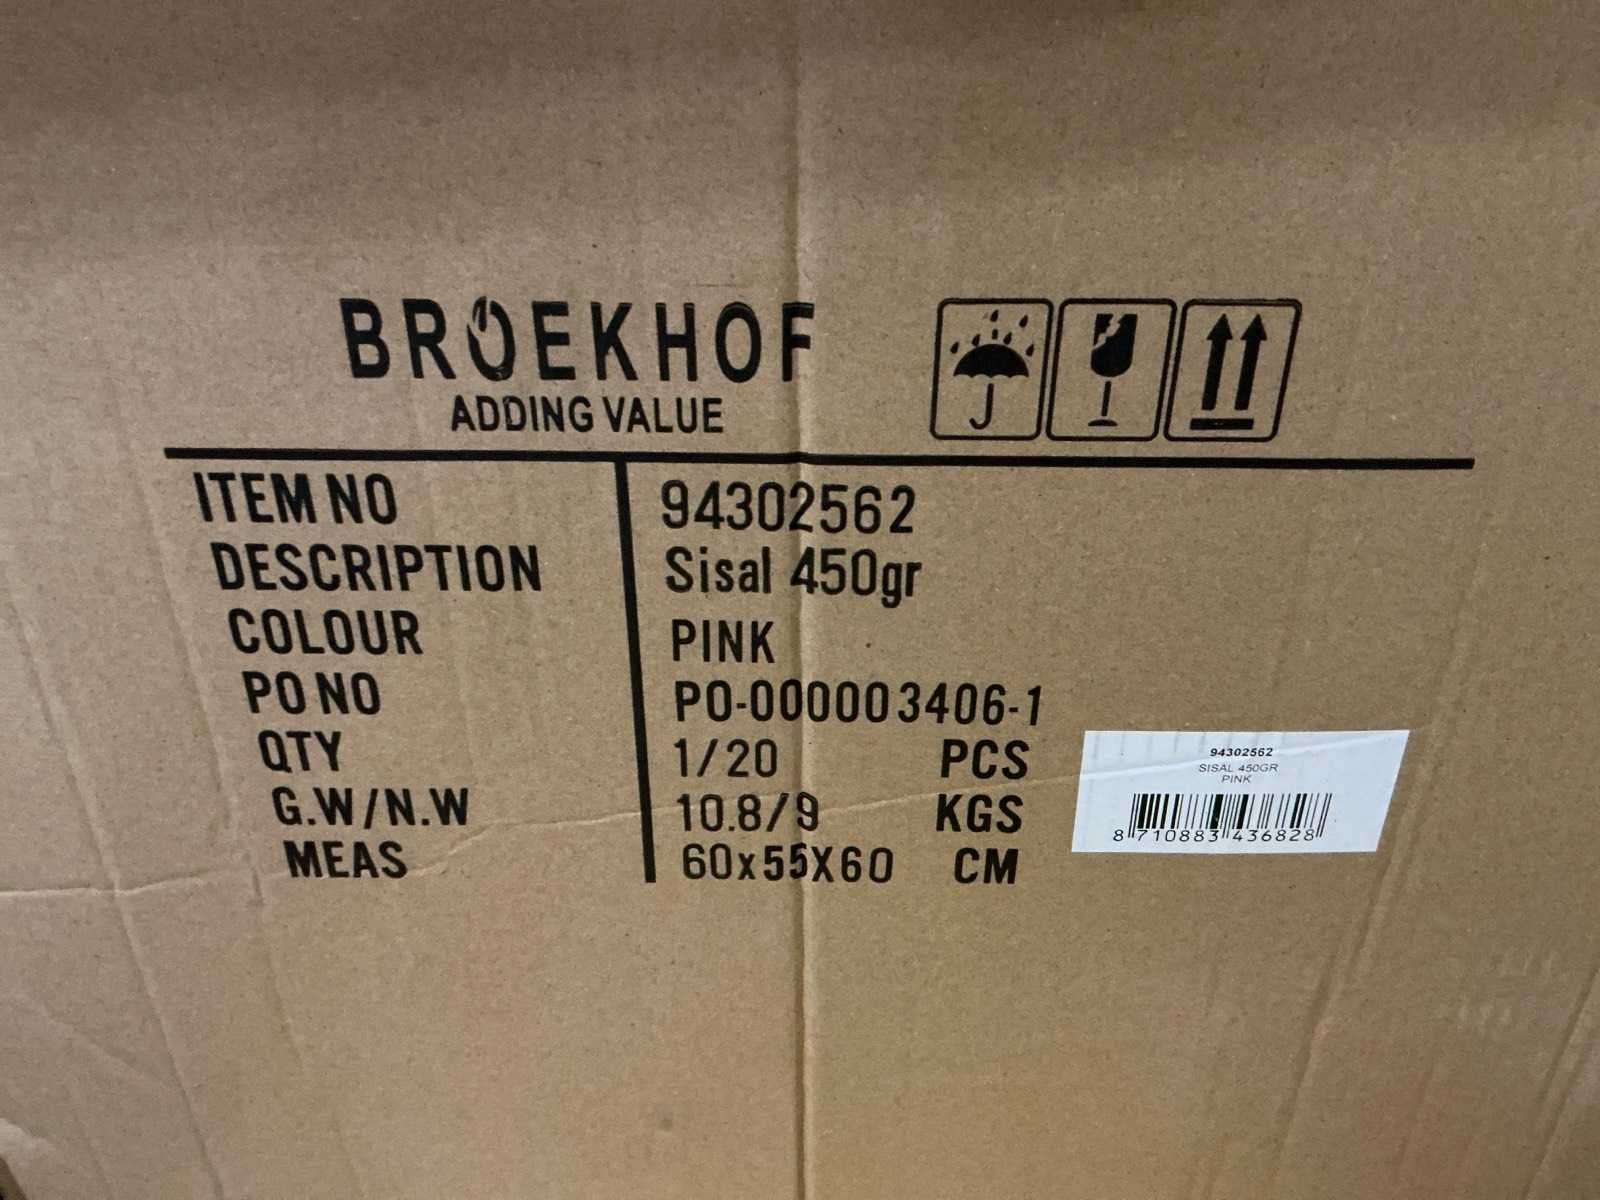 BROEKHOF
ADDING VALUE
ITEM NO 94302562
DESCRIPTION Sisal 450gr
COLOUR PINK
PO NO PO-000003406-1
QTY 1/20 PCS
G.W/N.W 10.8/9 KGS
MEAS 60x55X60 CM
94302562
SISAL 450GR
PINK
8 710883 436828